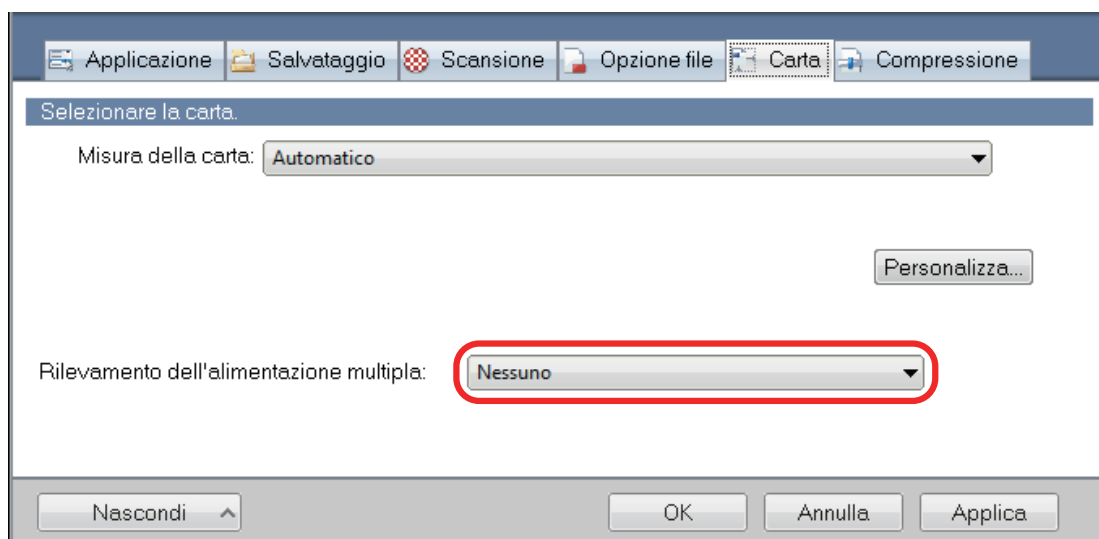 Applicazione Salvataggio Scansione Opzione file Carta Compressione
Selezionare la carta.
Misura della carta: Automatico
Personalizza...
Rilevamento dell'alimentazione multipla: Nessuno
Nascondi OK Annulla Applica